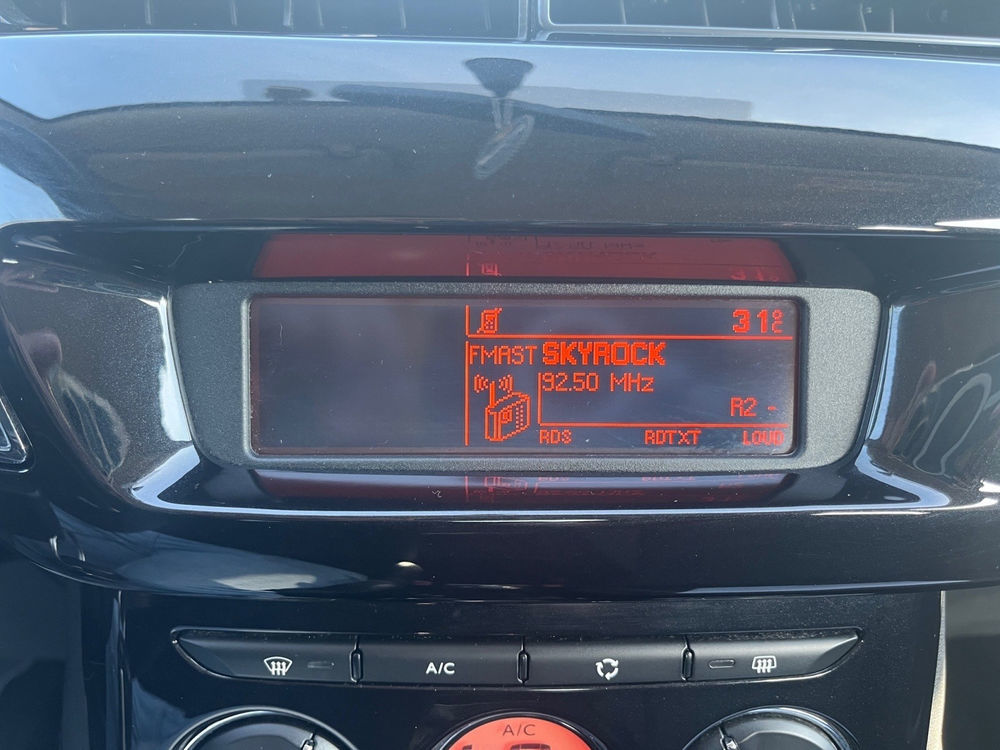 31°C
FMAST SKYROCK
92.50 MHz
R2 -
RDS RDTXT LOUD
A/C
A/C